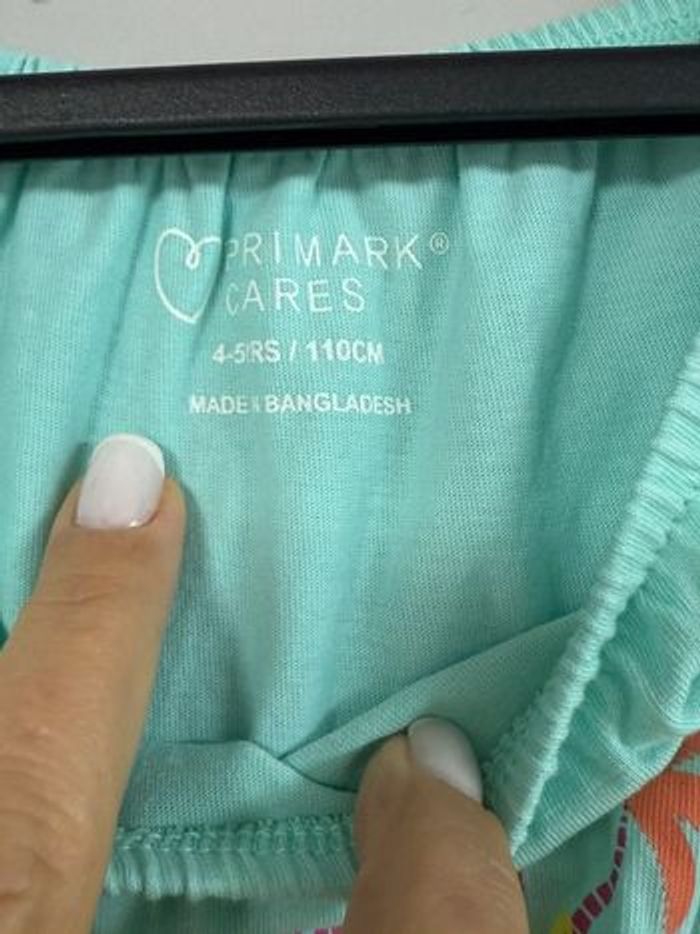 PRIMARK®
CARES
4-5YRS / 110CM
MADE IN BANGLADESH